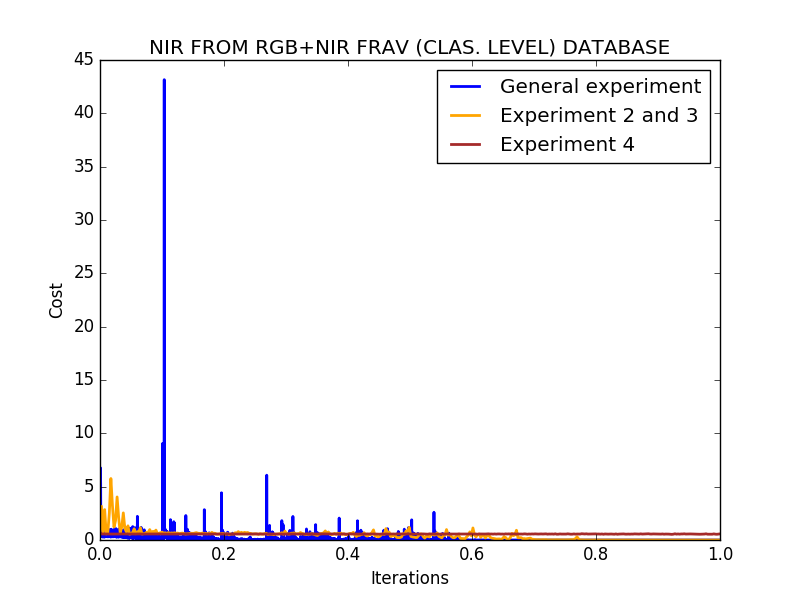 NIR FROM RGB+NIR FRAV (CLAS. LEVEL) DATABASE
General experiment
Experiment 2 and 3
Experiment 4
45
40
35
30
25
20
15
10
5
0
Cost
0.0 0.2 0.4 0.6 0.8 1.0
Iterations